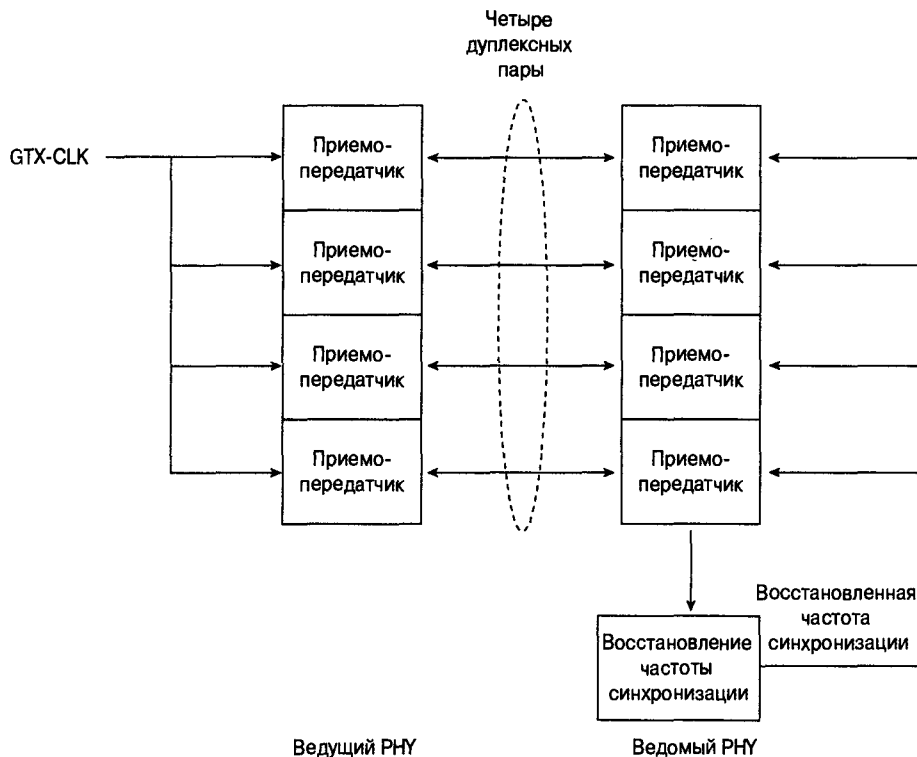 Четыре
дуплексных
пары
GTX-CLK
Приемо-
передатчик
Приемо-
передатчик
Приемо-
передатчик
Приемо-
передатчик
Приемо-
передатчик
Приемо-
передатчик
Приемо-
передатчик
Приемо-
передатчик
Восстановление
частоты
синхронизации
Восстановленная
частота
синхронизации
Ведущий PHY
Ведомый PHY